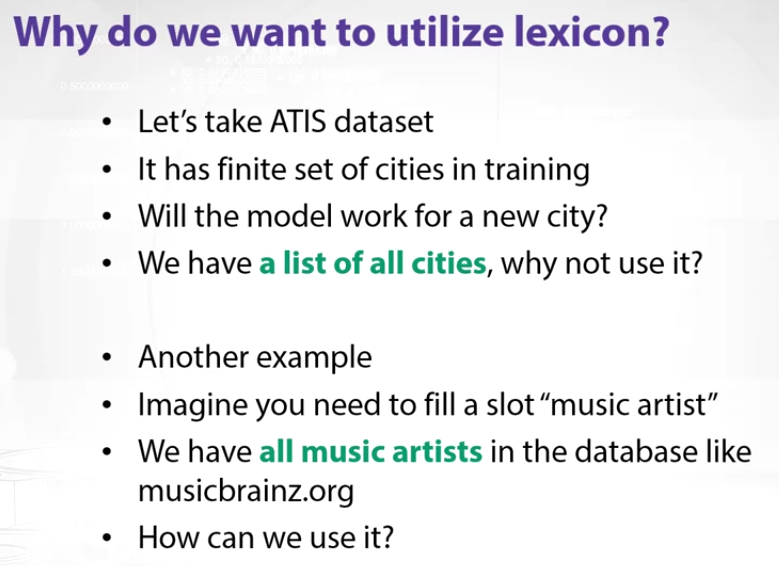 Why do we want to utilize lexicon?
• Let's take ATIS dataset
• It has finite set of cities in training
• Will the model work for a new city?
• We have a list of all cities, why not use it?
• Another example
• Imagine you need to fill a slot “music artist”
• We have all music artists in the database like
musicbrainz.org
• How can we use it?